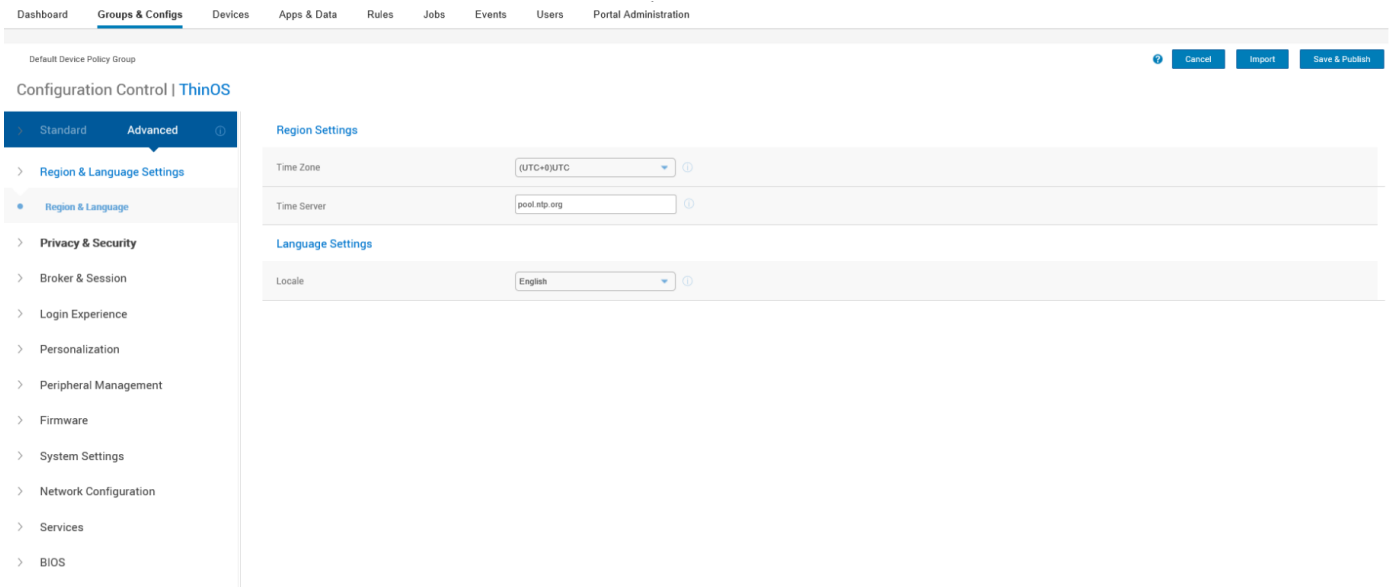 Dashboard Groups & Configs Devices Apps & Data Rules Jobs Events Users Portal Administration
Default Device Policy Group ? Cancel Import Save & Publish
Configuration Control | ThinOS
Standard Advanced
Region & Language Settings
Region & Language
Privacy & Security
Broker & Session
Login Experience
Personalization
Peripheral Management
Firmware
System Settings
Network Configuration
Services
BIOS
Region Settings
Time Zone (UTC+0)UTC
Time Server pool.ntp.org
Language Settings
Locale English